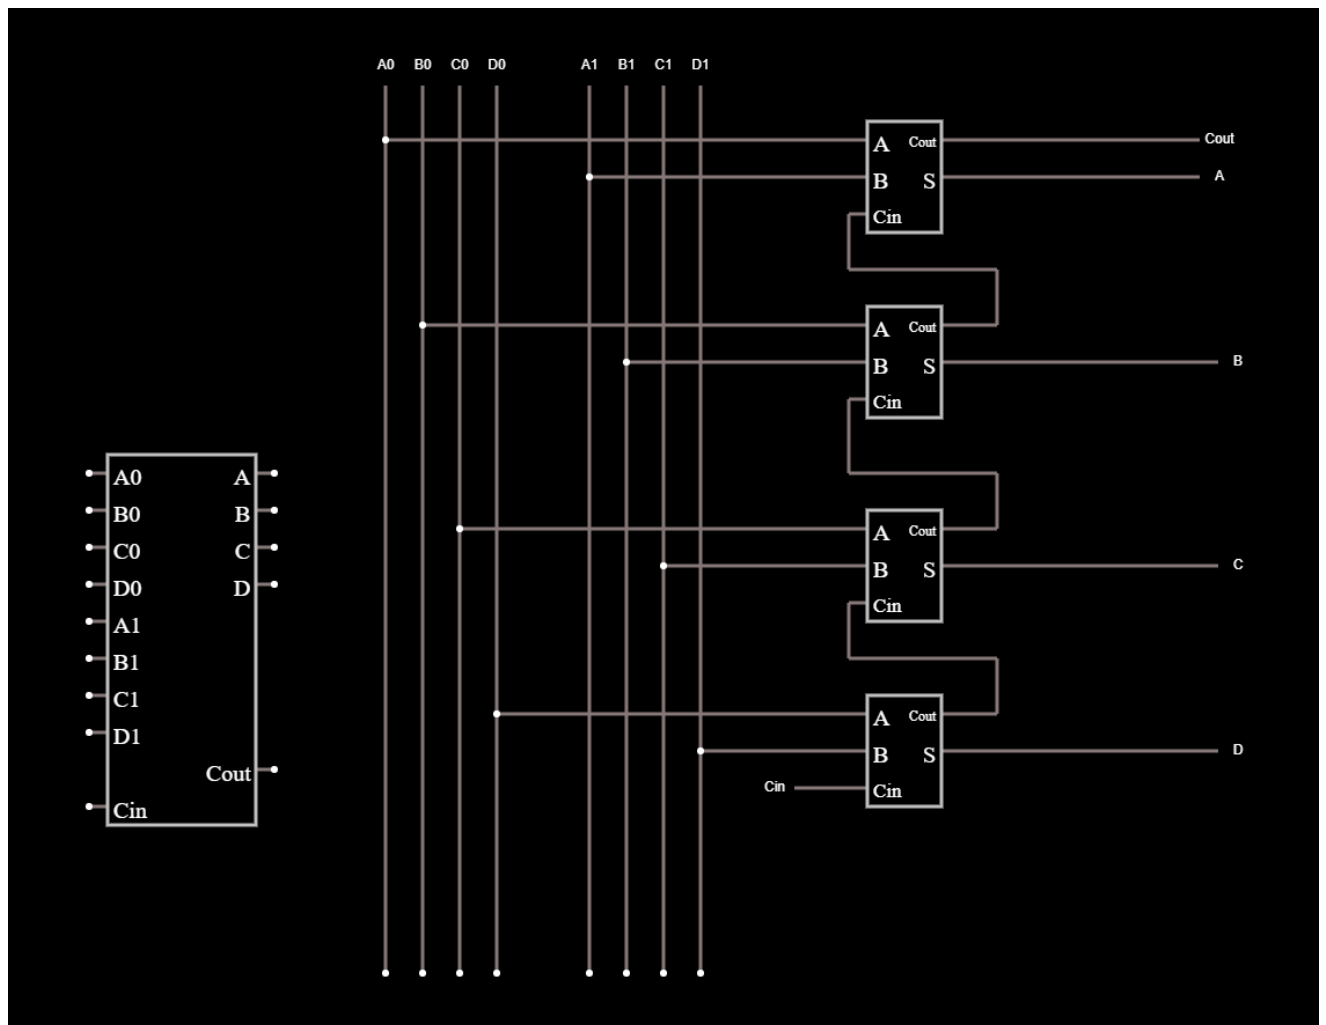 A0 B0 C0 D0 A1 B1 C1 D1
A Cout Cout
B S A
Cin
A Cout
B S B
Cin
A0 A
B0 B
C0 C
D0 D
A1
B1
C1
D1
Cout
Cin
A Cout
B S C
Cin
A Cout
B S D
Cin Cin